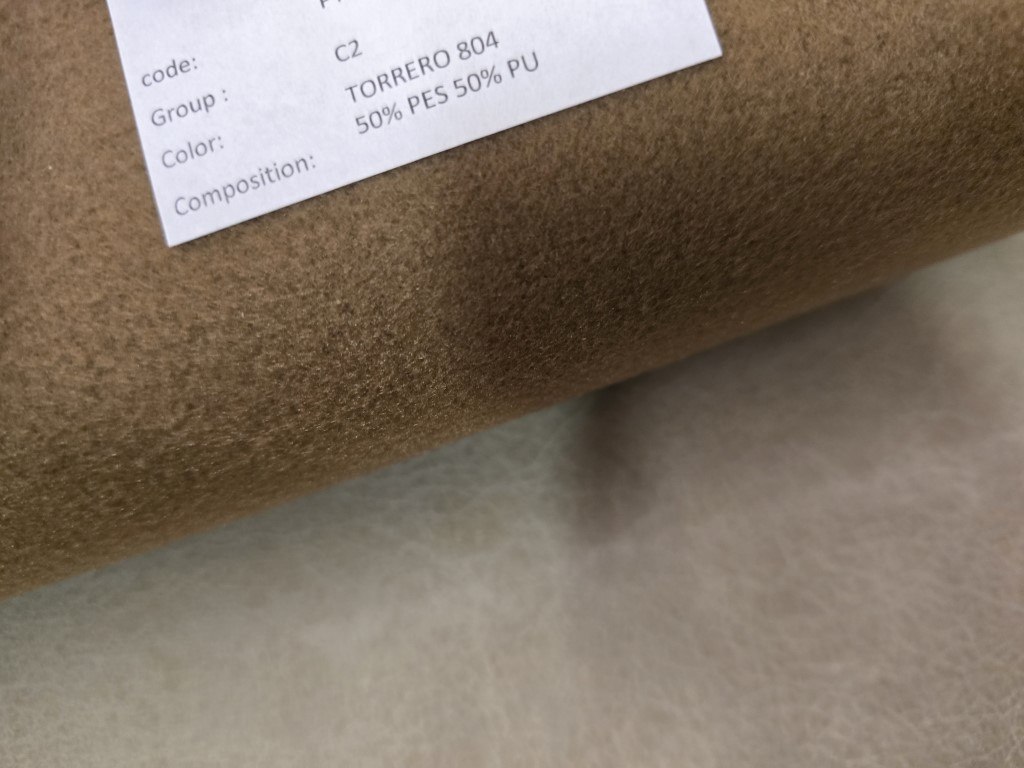 code:
Group : C2
Color: TORRERO 804
Composition: 50% PES 50% PU